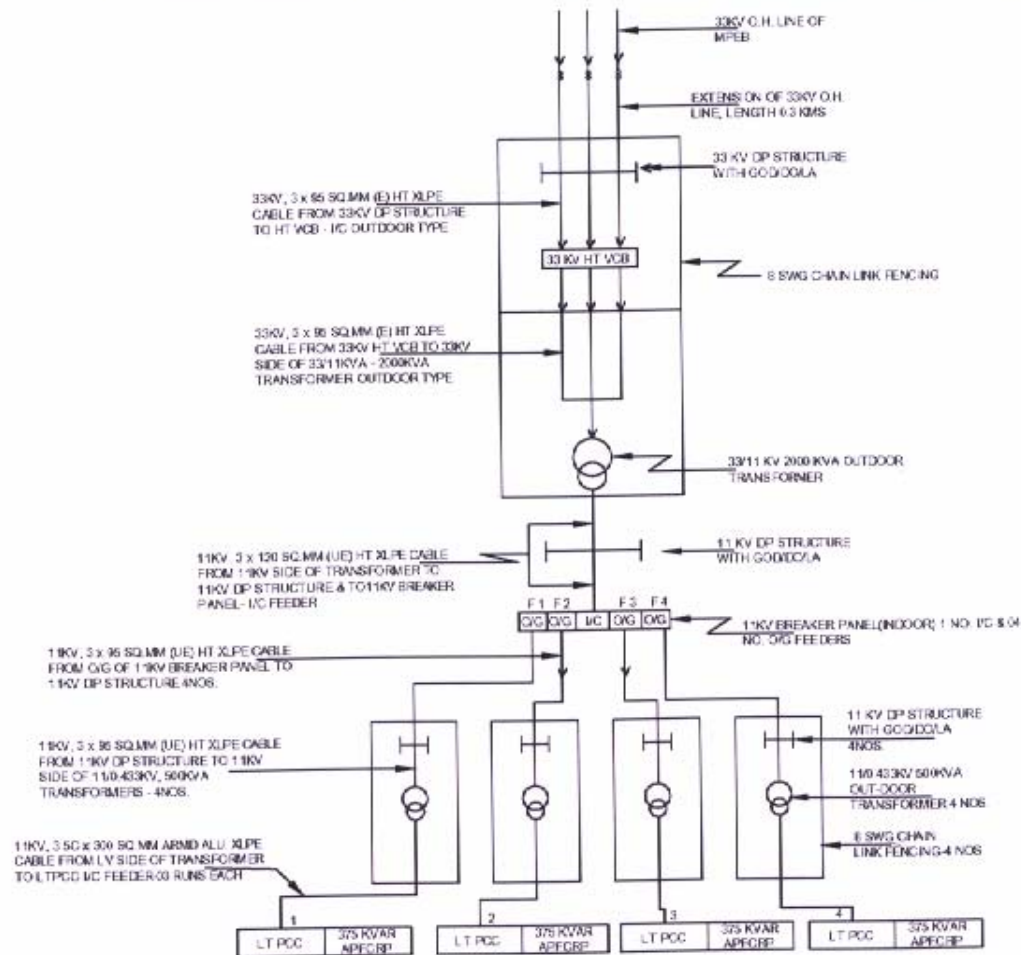 33KV O.H. LINE OF
MPEB
EXTENSION OF 33KV O.H.
LINE, LENGTH 0.3 KMS
33 KV DP STRUCTURE
WITH GOD/DO/LA
33KV, 3 x 95 SQ.MM (E) HT XLPE
CABLE FROM 33KV DP STRUCTURE
TO HT VCB - I/C OUTDOOR TYPE
33 KV HT VCB
8 SWG CHAIN LINK FENCING
33KV, 3 x 95 SQ.MM (E) HT XLPE
CABLE FROM 33KV HT VCB TO 33KV
SIDE OF 33/11KVA - 2000KVA
TRANSFORMER OUTDOOR TYPE
33/11 KV 2000 KVA OUTDOOR
TRANSFORMER
11KV, 3 x 120 SQ.MM (UE) HT XLPE CABLE
FROM 11KV SIDE OF TRANSFORMER TO
11KV DP STRUCTURE & TO 11KV BREAKER
PANEL- I/C FEEDER
11 KV DP STRUCTURE
WITH GOD/DO/LA
F1 F2 F3 F4
O/G O/G I/C O/G O/G
11KV BREAKER PANEL(INDOOR) 1 NO. I/C & 04
NO. O/G FEEDERS
11KV, 3 x 95 SQ.MM (UE) HT XLPE CABLE
FROM O/G OF 11KV BREAKER PANEL TO
11KV DP STRUCTURE 4NOS.
11 KV DP STRUCTURE
WITH GOD/DO/LA
4NOS.
11KV, 3 x 95 SQ.MM (UE) HT XLPE CABLE
FROM 11KV DP STRUCTURE TO 11KV
SIDE OF 11/0.433KV, 500KVA
TRANSFORMERS - 4NOS.
11/0.433KV 500KVA
OUT-DOOR
TRANSFORMER 4 NOS
8 SWG CHAIN
LINK FENCING-4 NOS
11KV, 3.5C x 300 SQ.MM ARMD ALU. XLPE
CABLE FROM LV SIDE OF TRANSFORMER
TO LTPCC I/C FEEDER-03 RUNS EACH
1 2 3 4
LT PCC 375 KVAR
APFCRP
LT PCC 375 KVAR
APFCRP
LT PCC 375 KVAR
APFCRP
LT PCC 375 KVAR
APFCRP